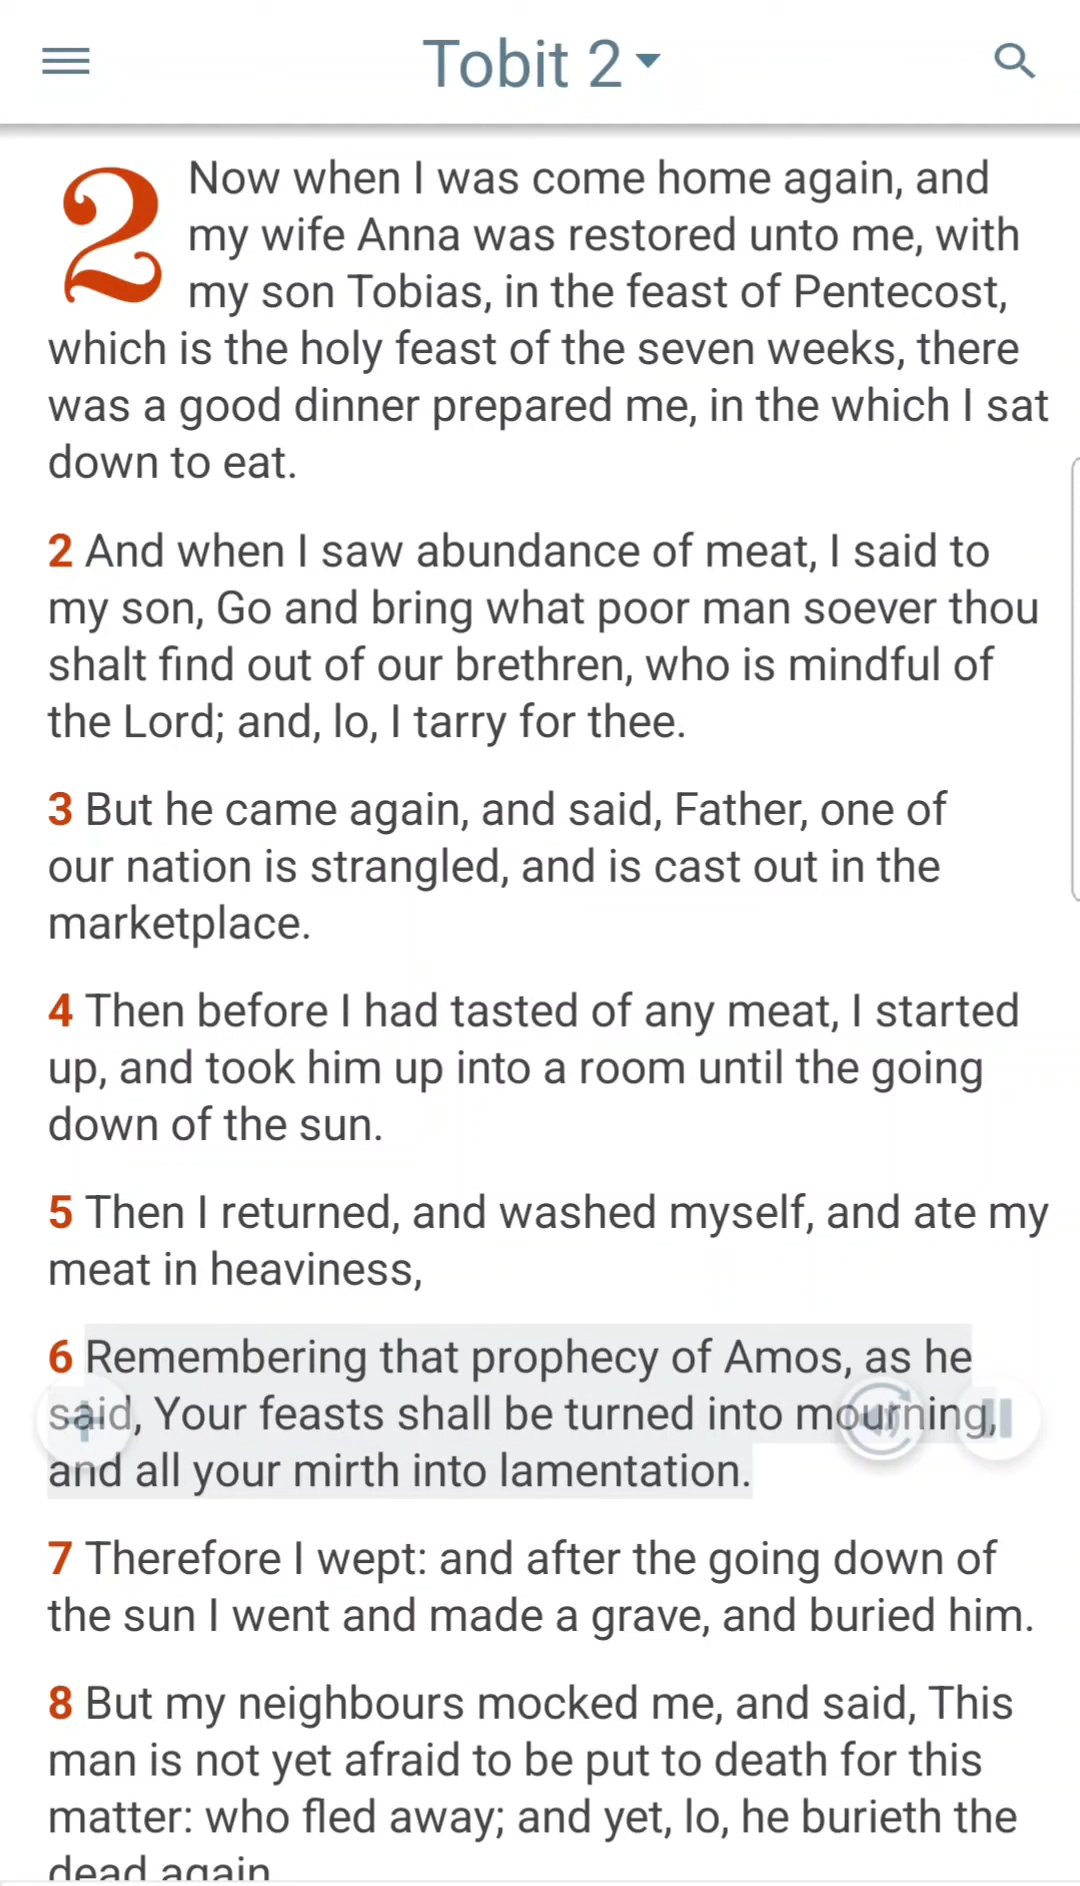 Tobit 2
2 Now when I was come home again, and
my wife Anna was restored unto me, with
my son Tobias, in the feast of Pentecost,
which is the holy feast of the seven weeks, there
was a good dinner prepared me, in the which I sat
down to eat.
2 And when I saw abundance of meat, I said to
my son, Go and bring what poor man soever thou
shalt find out of our brethren, who is mindful of
the Lord; and, lo, I tarry for thee.
3 But he came again, and said, Father, one of
our nation is strangled, and is cast out in the
marketplace.
4 Then before I had tasted of any meat, I started
up, and took him up into a room until the going
down of the sun.
5 Then I returned, and washed myself, and ate my
meat in heaviness,
6 Remembering that prophecy of Amos, as he
said, Your feasts shall be turned into mourning,
and all your mirth into lamentation.
7 Therefore I wept: and after the going down of
the sun I went and made a grave, and buried him.
8 But my neighbours mocked me, and said, This
man is not yet afraid to be put to death for this
matter: who fled away; and yet, lo, he burieth the
dead again